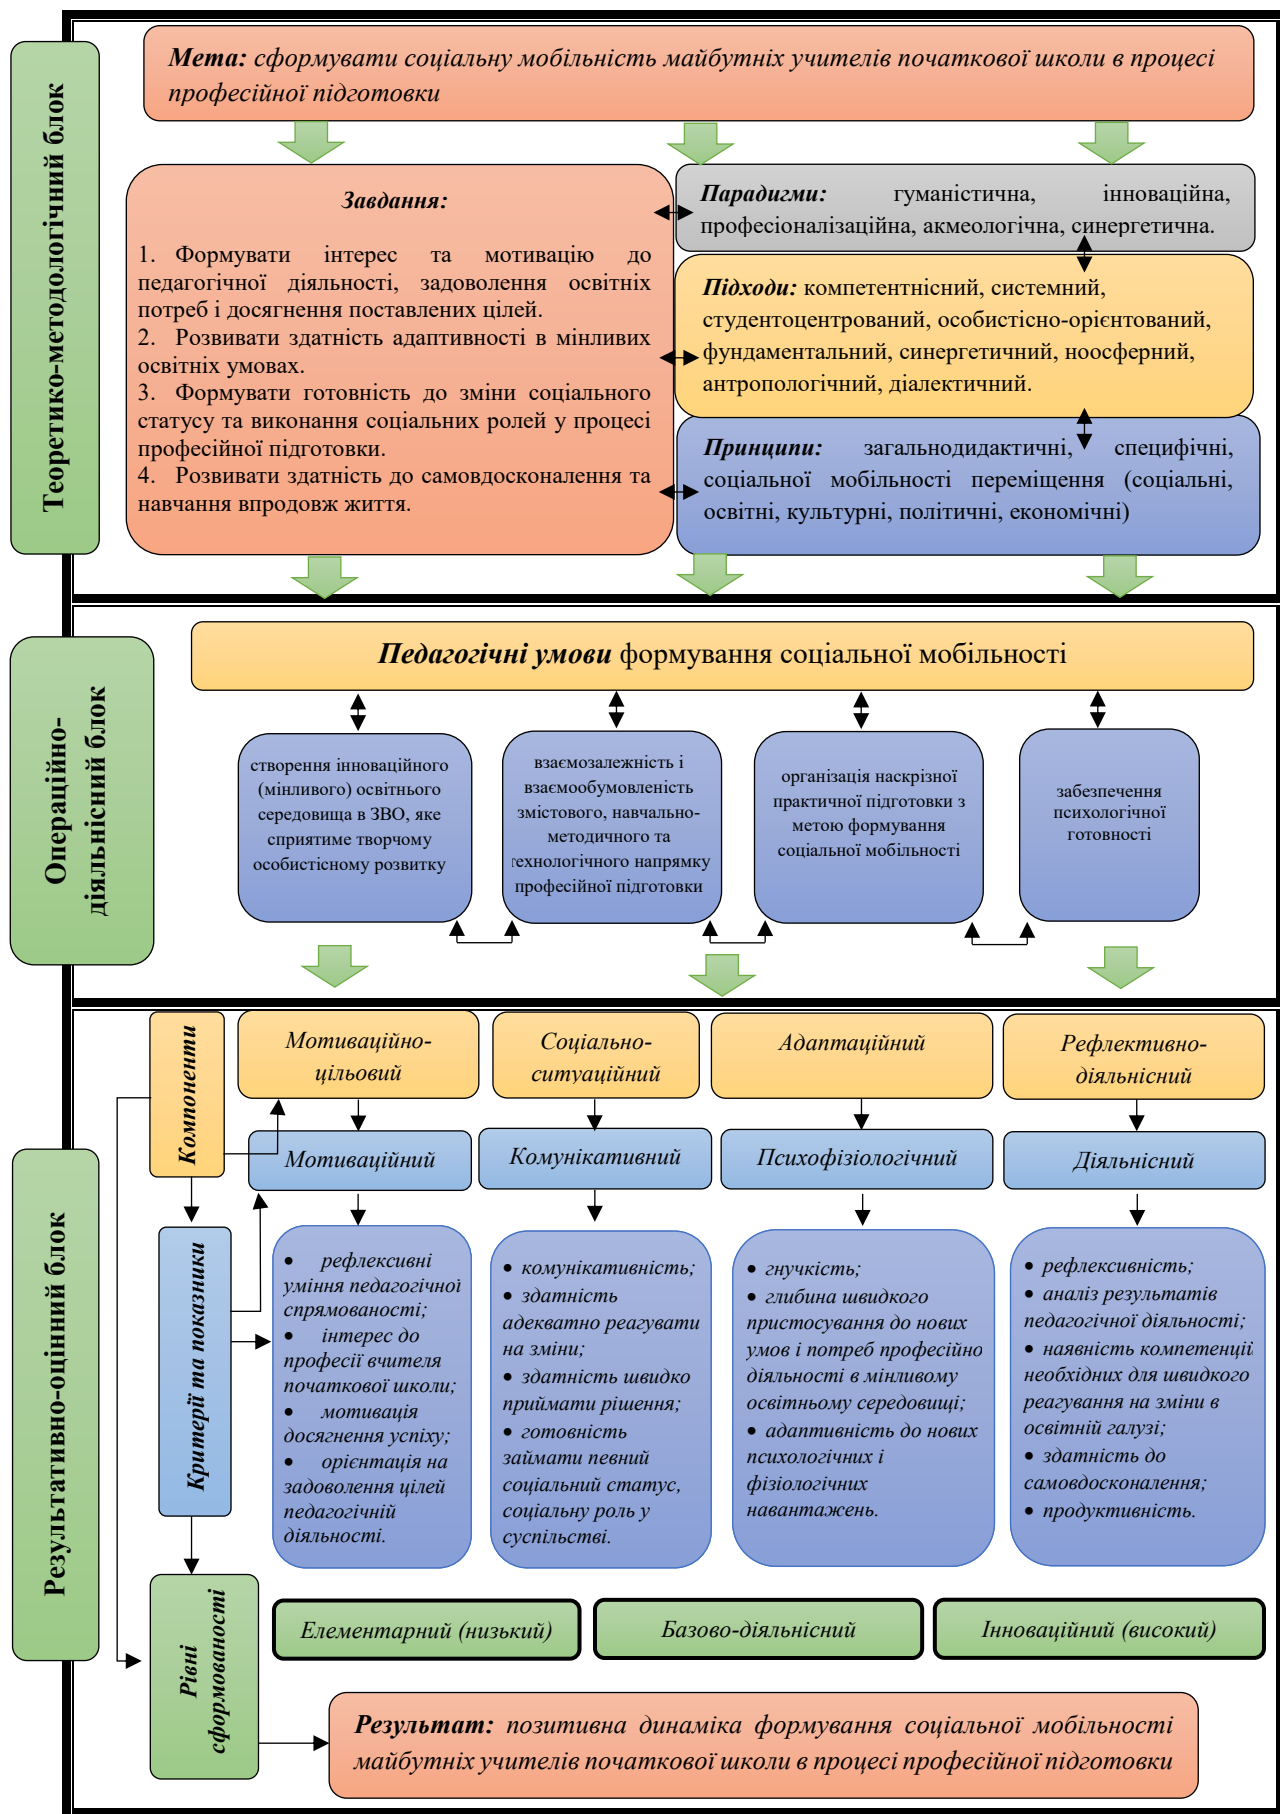 Теоретико-методологічний блок
Мета: сформувати соціальну мобільність майбутніх учителів початкової школи в процесі
професійної підготовки
Завдання:
1. Формувати інтерес та мотивацію до
педагогічної діяльності, задоволення освітніх
потреб і досягнення поставлених цілей.
2. Розвивати здатність адаптивності в мінливих
освітніх умовах.
3. Формувати готовність до зміни соціального
статусу та виконання соціальних ролей у процесі
професійної підготовки.
4. Розвивати здатність до самовдосконалення та
навчання впродовж життя.
Парадигми: гуманістична, інноваційна,
професіоналізаційна, акмеологічна, синергетична.
Підходи: компетентнісний, системний,
студентоцентрований, особистісно-орієнтований,
фундаментальний, синергетичний, ноосферний,
антропологічний, діалектичний.
Принципи: загальнодидактичні, специфічні,
соціальної мобільності переміщення (соціальні,
освітні, культурні, політичні, економічні)
Операційно-
діяльнісний блок
Педагогічні умови формування соціальної мобільності
створення інноваційного
(мінливого) освітнього
середовища в ЗВО, яке
сприятиме творчому
особистісному розвитку
взаємозалежність і
взаємообумовленість
змістового, навчально-
методичного та
технологічного напрямку
професійної підготовки
організація наскрізної
практичної підготовки з
метою формування
соціальної мобільності
забезпечення
психологічної
готовності
Результативно-оцінний блок
Компоненти
Мотиваційно-
цільовий
Соціально-
ситуаційний
Адаптаційний
Рефлективно-
діяльнісний
Критерії та показники
Мотиваційний
Комунікативний
Психофізіологічний
Діяльнісний
• рефлексивні
уміння педагогічної
спрямованості;
• інтерес до
професії вчителя
початкової школи;
• мотивація
досягнення успіху;
• орієнтація на
задоволення цілей
педагогічній
діяльності.
• комунікативність;
• здатність
адекватно реагувати
на зміни;
• здатність швидко
приймати рішення;
• готовність
займати певний
соціальний статус,
соціальну роль у
суспільстві.
• гнучкість;
• глибина швидкого
пристосування до нових
умов і потреб професійно
діяльності в мінливому
освітньому середовищі;
• адаптивність до нових
психологічних і
фізіологічних
навантажень.
• рефлексивність;
• аналіз результатів
педагогічної діяльності;
• наявність компетенцій
необхідних для швидкого
реагування на зміни в
освітній галузі;
• здатність до
самовдосконалення;
• продуктивність.
Рівні
сформованості
Елементарний (низький)
Базово-діяльнісний
Інноваційний (високий)
Результат: позитивна динаміка формування соціальної мобільності
майбутніх учителів початкової школи в процесі професійної підготовки